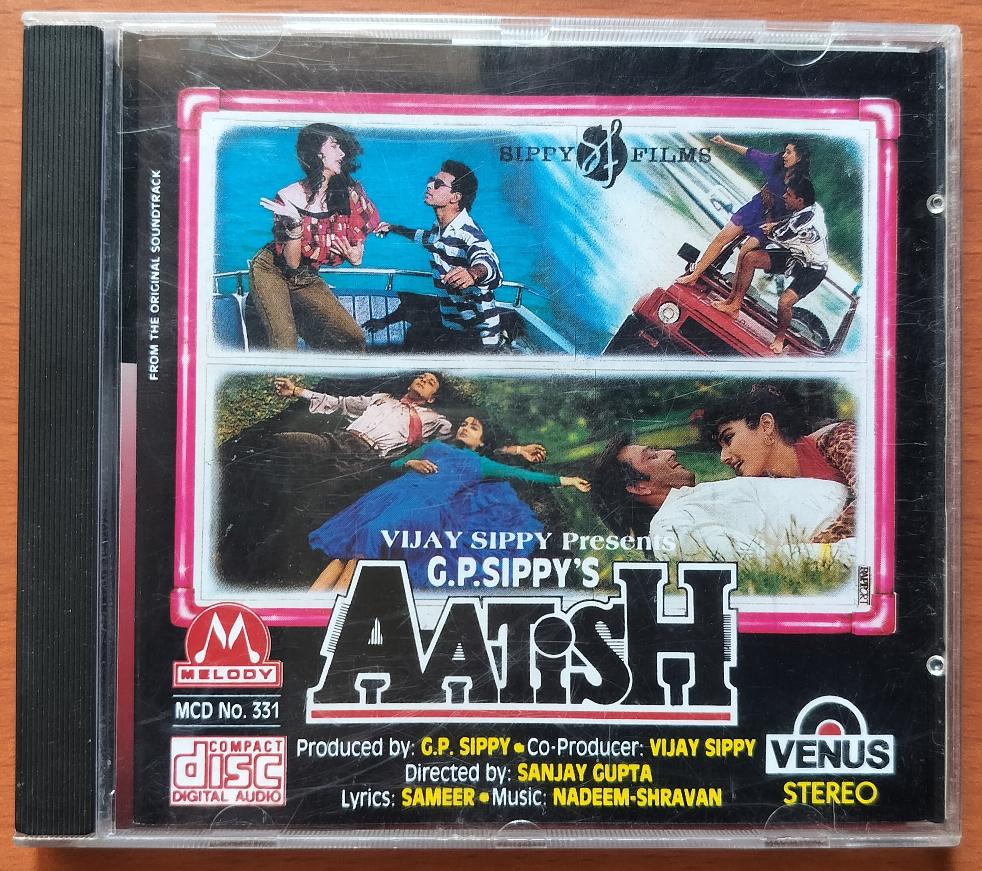 FROM THE ORIGINAL SOUNDTRACK
SIPPY Sf FILMS
VIJAY SIPPY Presents
G.P.SIPPY'S
AATiSH
MELODY
MCD No. 331
COMPACT
disc
DIGITAL AUDIO
Produced by: G.P. SIPPY • Co-Producer: VIJAY SIPPY
Directed by: SANJAY GUPTA
Lyrics: SAMEER • Music: NADEEM-SHRAVAN
VENUS
STEREO